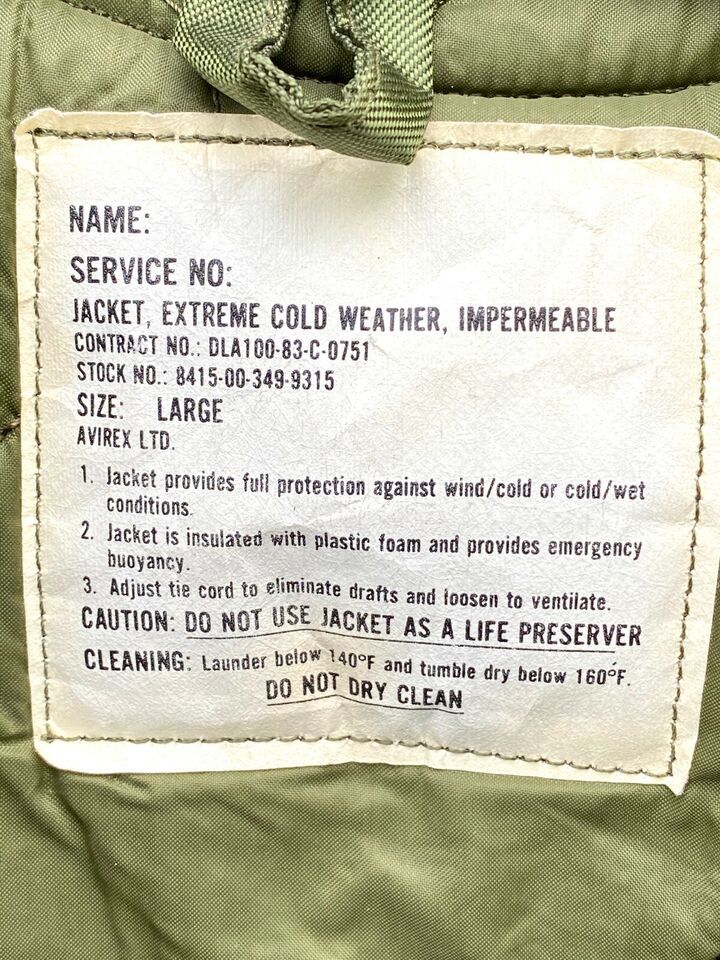 NAME:
SERVICE NO:
JACKET, EXTREME COLD WEATHER, IMPERMEABLE
CONTRACT NO.: DLA100-83-C-0751
STOCK NO.: 8415-00-349-9315
SIZE: LARGE
AVIREX LTD.
1. Jacket provides full protection against wind/cold or cold/wet
conditions.
2. Jacket is insulated with plastic foam and provides emergency
buoyancy.
3. Adjust tie cord to eliminate drafts and loosen to ventilate.
CAUTION: DO NOT USE JACKET AS A LIFE PRESERVER
CLEANING: Launder below 140°F and tumble dry below 160°F.
DO NOT DRY CLEAN